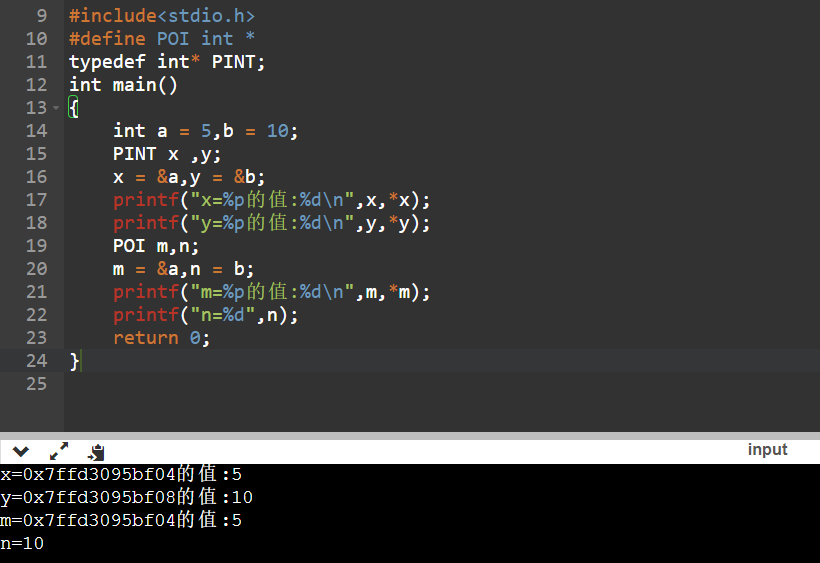 9 #include<stdio.h>
10 #define POI int *
11 typedef int* PINT;
12 int main()
13 {
14 int a = 5,b = 10;
15 PINT x ,y;
16 x = &a,y = &b;
17 printf("x=%p的值:%d\n",x,*x);
18 printf("y=%p的值:%d\n",y,*y);
19 POI m,n;
20 m = &a,n = b;
21 printf("m=%p的值:%d\n",m,*m);
22 printf("n=%d",n);
23 return 0;
24 }
25
input
x=0x7ffd3095bf04的值:5
y=0x7ffd3095bf08的值:10
m=0x7ffd3095bf04的值:5
n=10